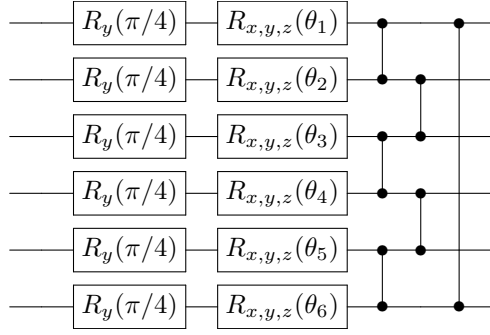 R_y(π/4) R_{x,y,z}(θ_1)
R_y(π/4) R_{x,y,z}(θ_2)
R_y(π/4) R_{x,y,z}(θ_3)
R_y(π/4) R_{x,y,z}(θ_4)
R_y(π/4) R_{x,y,z}(θ_5)
R_y(π/4) R_{x,y,z}(θ_6)